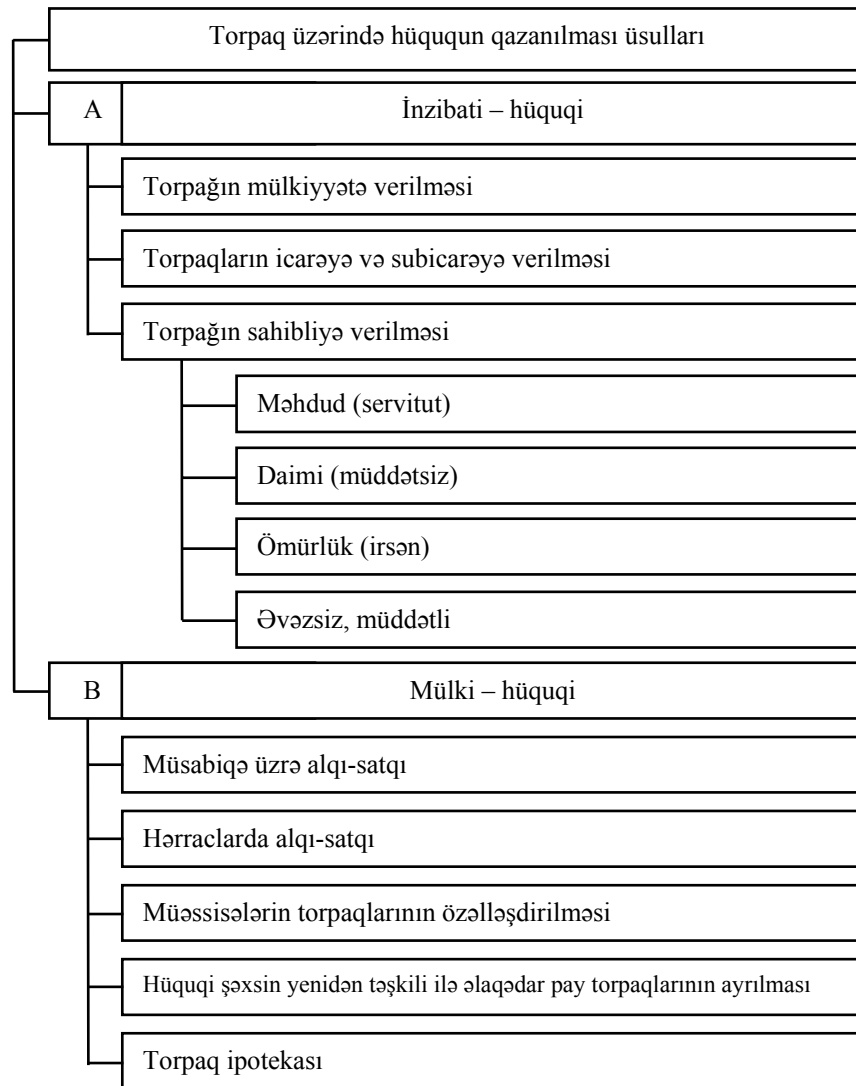 Torpaq üzərində hüququn qazanılması üsulları
A İnzibati – hüquqi
Torpağın mülkiyyətə verilməsi
Torpaqların icarəyə və subicarəyə verilməsi
Torpağın sahibliyə verilməsi
Məhdud (servitut)
Daimi (müddətsiz)
Ömürlük (irsən)
Əvəzsiz, müddətli
B Mülki – hüquqi
Müsabiqə üzrə alqı-satqı
Hərraclarda alqı-satqı
Müəssisələrin torpaqlarının özəlləşdirilməsi
Hüquqi şəxsin yenidən təşkili ilə əlaqədar pay torpaqlarının ayrılması
Torpaq ipotekası